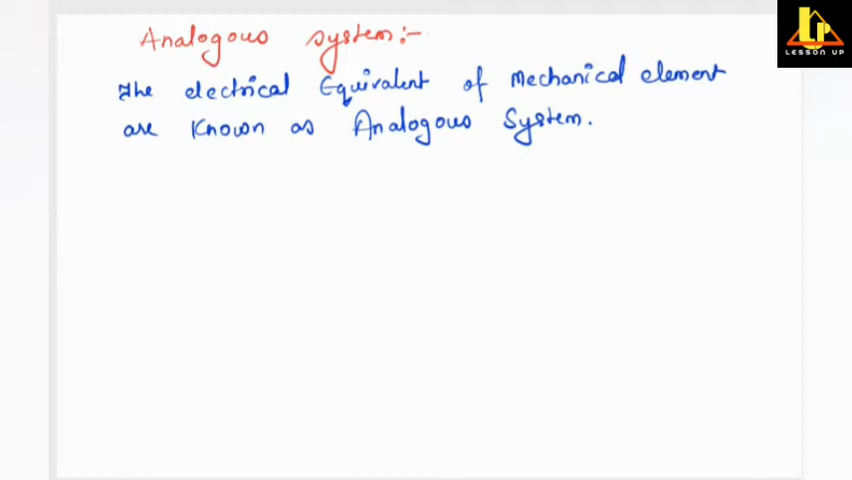 Analogous system:-
The electrical Equivalent of Mechanical element
are Known as Analogous System.
LESSON UP